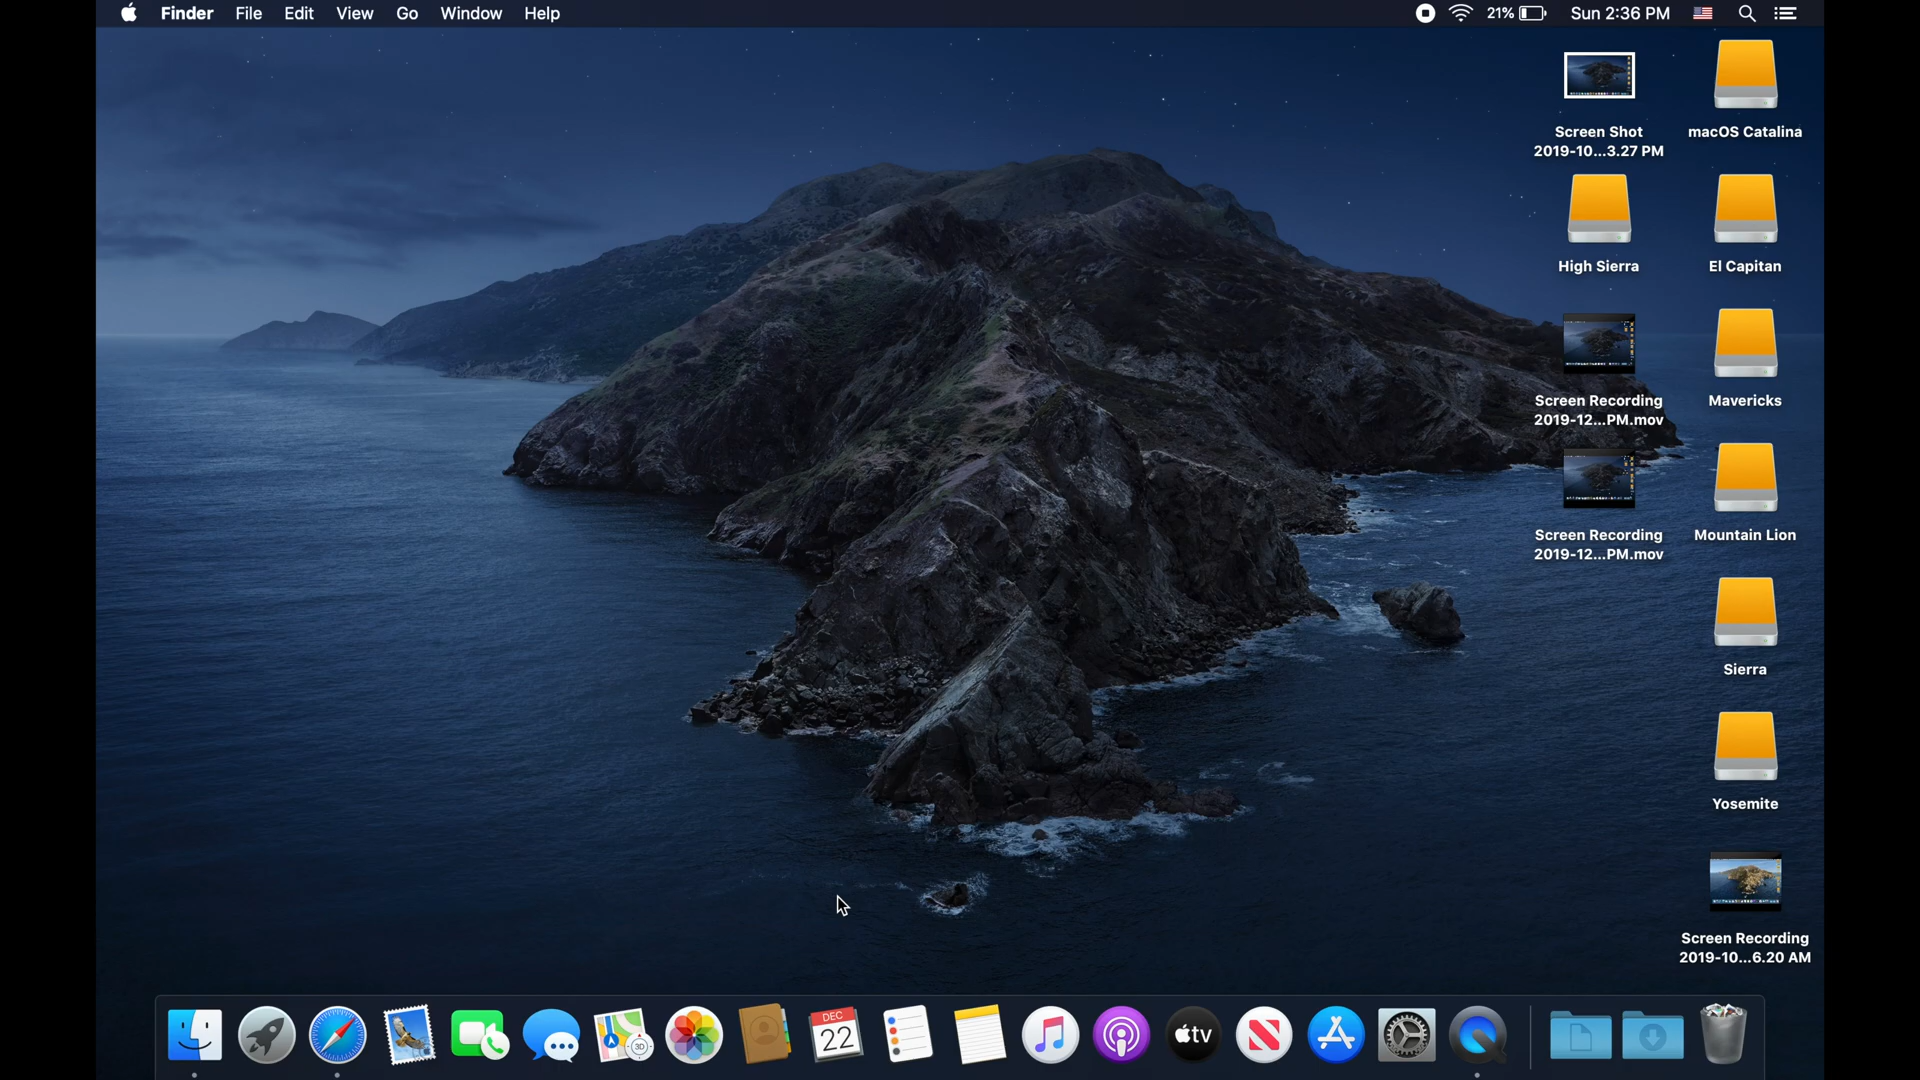 Finder File Edit View Go Window Help 21% Sun 2:36 PM
Screen Shot
2019-10...3.27 PM
macOS Catalina
High Sierra
El Capitan
Screen Recording
2019-12...PM.mov
Mavericks
Screen Recording
2019-12...PM.mov
Mountain Lion
Sierra
Yosemite
Screen Recording
2019-10...6.20 AM
3D
DEC
22
tv